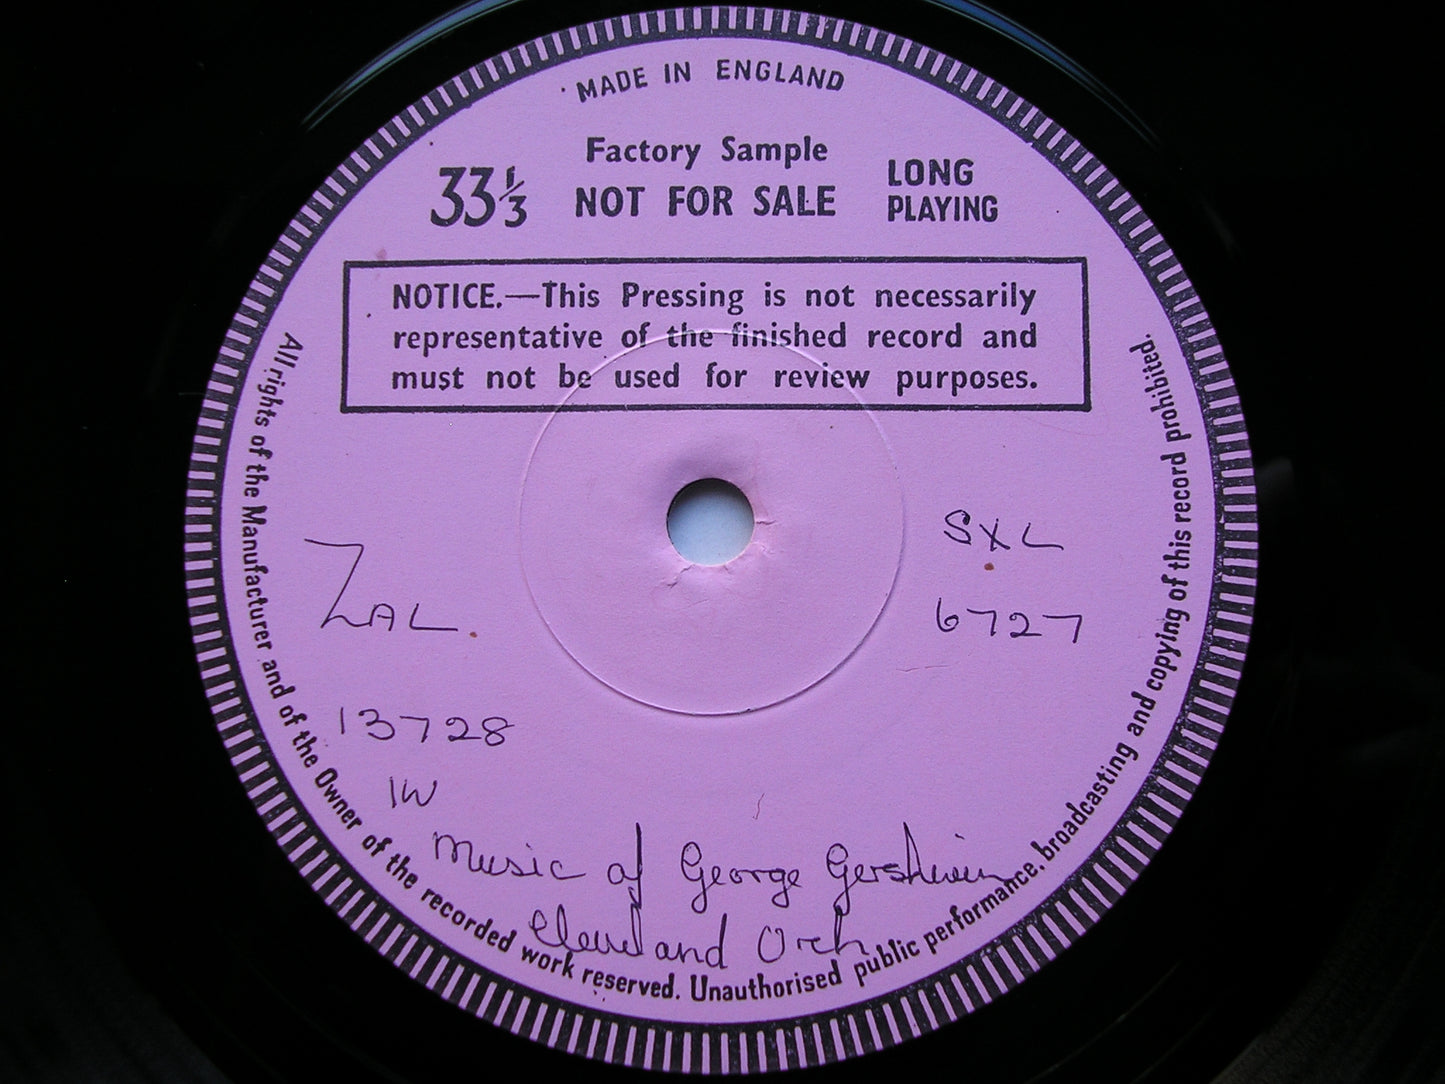 MADE IN ENGLAND
Factory Sample
33⅓ NOT FOR SALE LONG PLAYING
NOTICE.—This Pressing is not necessarily
representative of the finished record and
must not be used for review purposes.
ZAL SXL
13728 6727
1W
Music of George Gershwin
Cleveland Orch
All rights of the Manufacturer and of the Owner of the recorded work reserved. Unauthorised public performance, broadcasting and copying of this record prohibited.